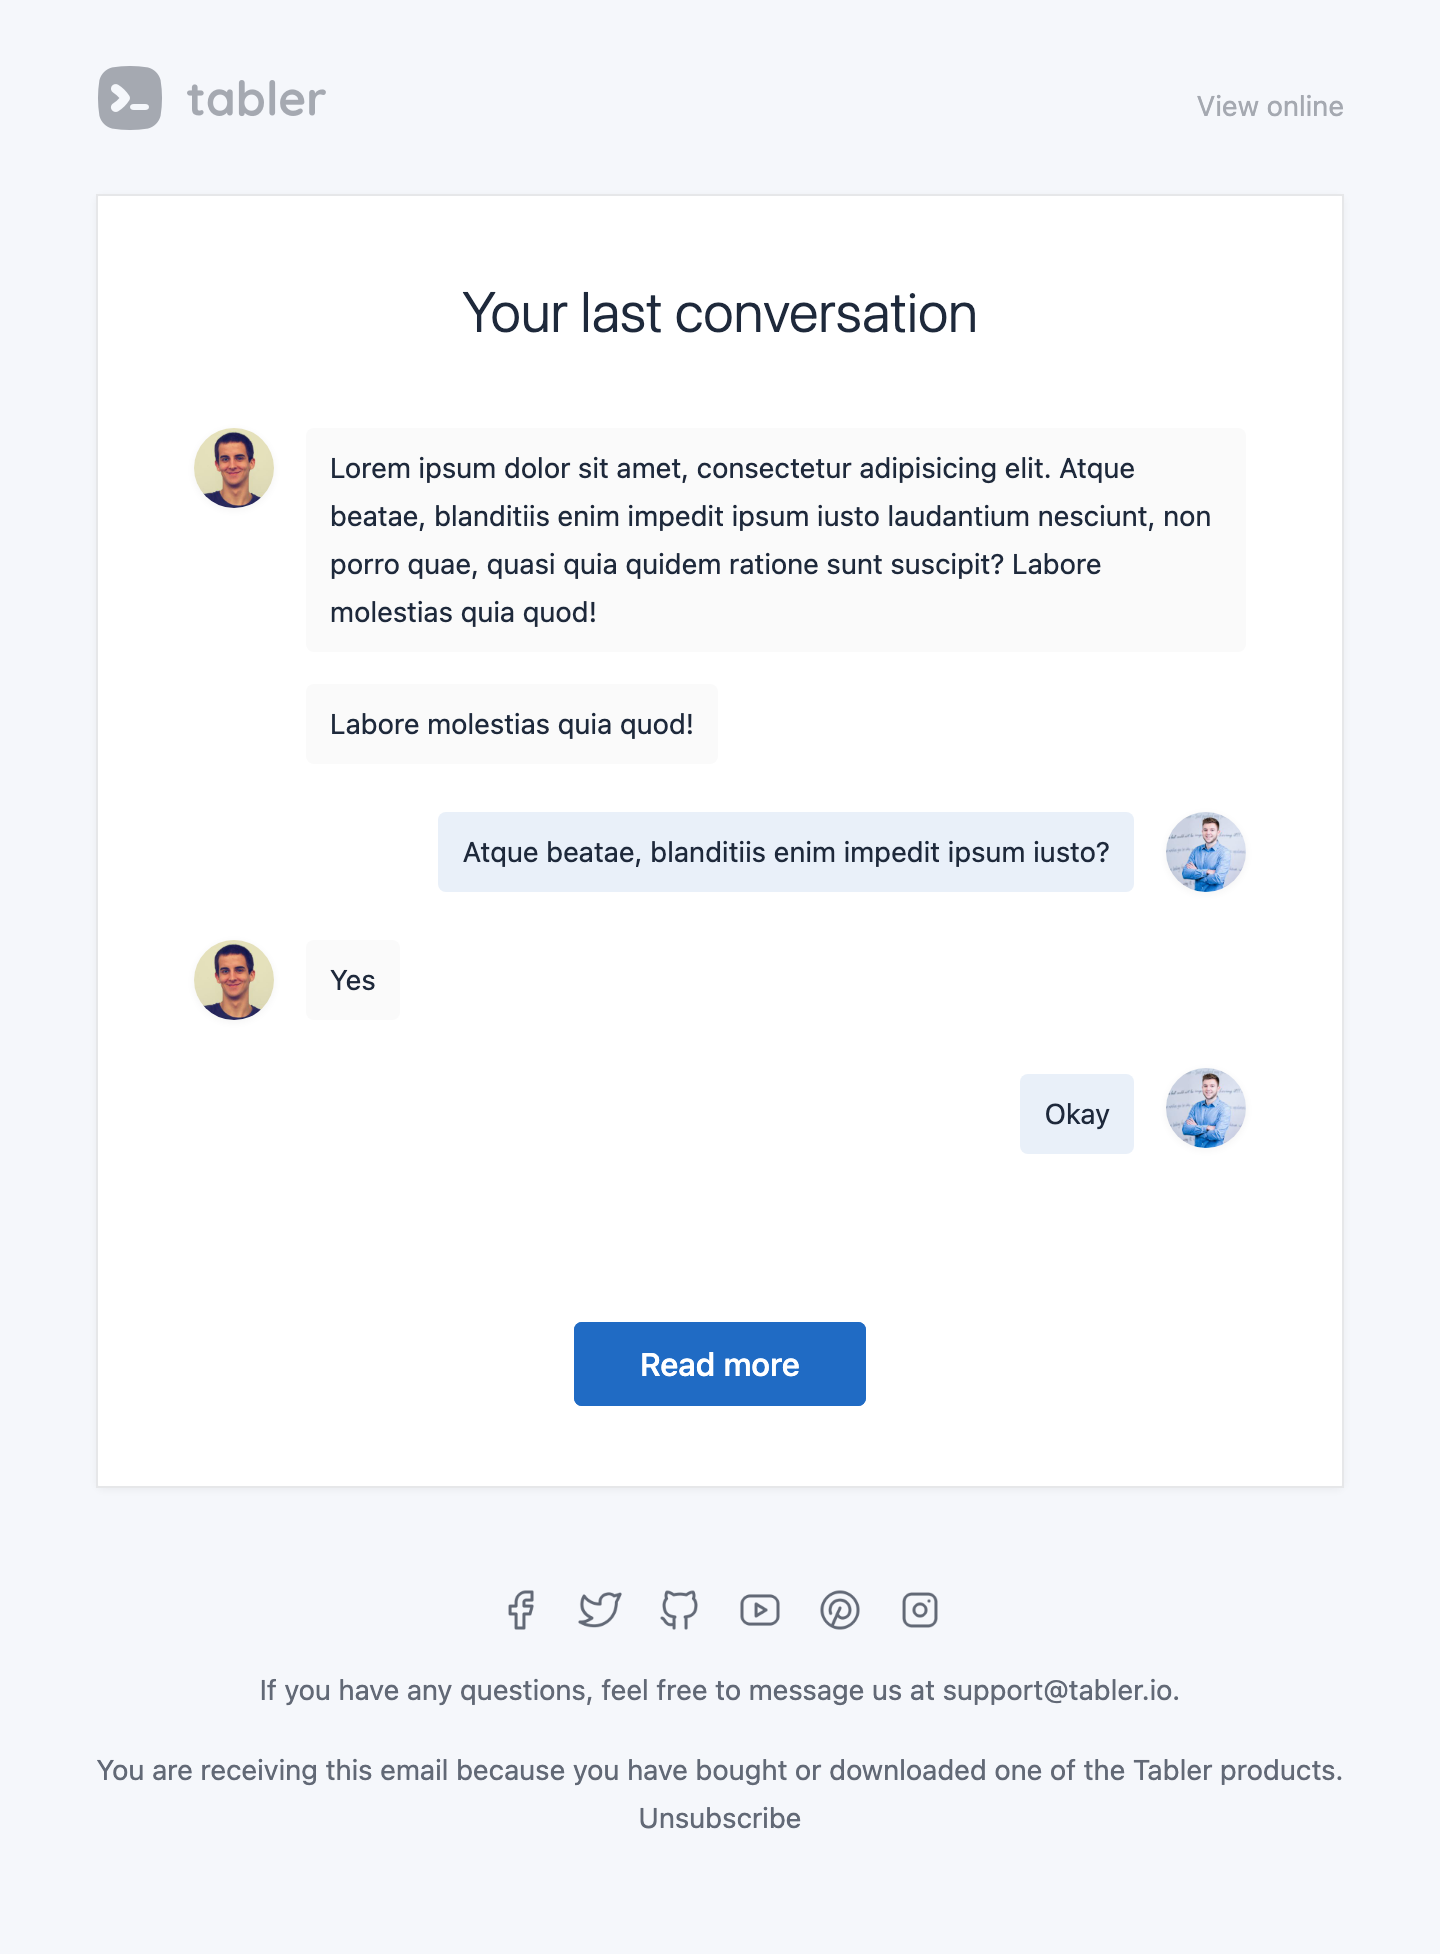 tabler
View online
Your last conversation
Lorem ipsum dolor sit amet, consectetur adipisicing elit. Atque
beatae, blanditiis enim impedit ipsum iusto laudantium nesciunt, non
porro quae, quasi quia quidem ratione sunt suscipit? Labore
molestias quia quod!
Labore molestias quia quod!
Atque beatae, blanditiis enim impedit ipsum iusto?
Yes
Okay
Read more
If you have any questions, feel free to message us at support@tabler.io.
You are receiving this email because you have bought or downloaded one of the Tabler products.
Unsubscribe